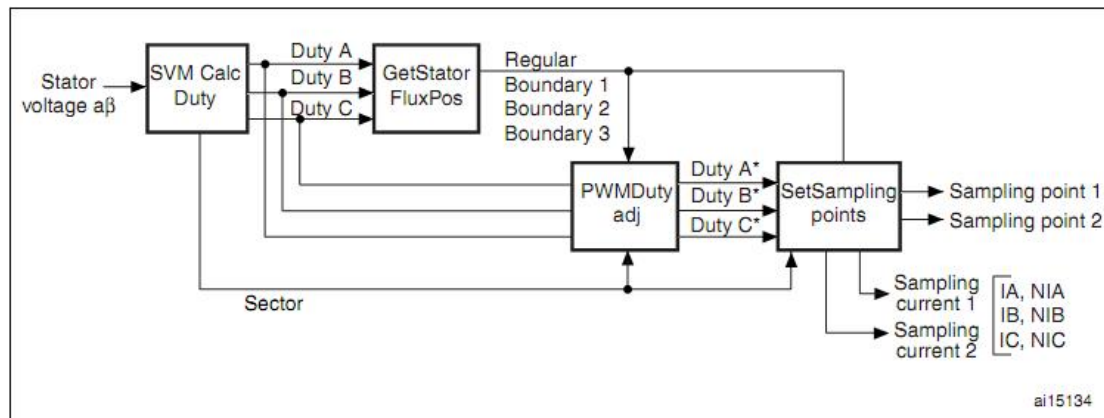 Stator
voltage aβ
SVM Calc
Duty
Duty A
Duty B
Duty C
GetStator
FluxPos
Regular
Boundary 1
Boundary 2
Boundary 3
PWMDuty
adj
Duty A*
Duty B*
Duty C*
SetSampling
points
Sampling point 1
Sampling point 2
Sector
Sampling
current 1
Sampling
current 2
IA, NIA
IB, NIB
IC, NIC
ai15134